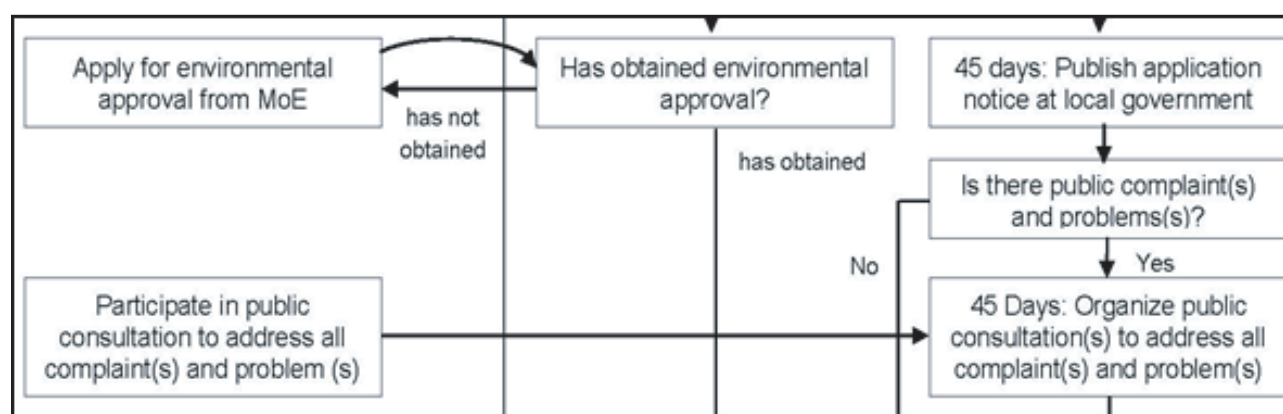 Apply for environmental
approval from MoE
Has obtained environmental
approval?
45 days: Publish application
notice at local government
has not
obtained
has obtained
Is there public complaint(s)
and problems(s)?
No
Yes
Participate in public
consultation to address all
complaint(s) and problem (s)
45 Days: Organize public
consultation(s) to address all
complaint(s) and problem(s)